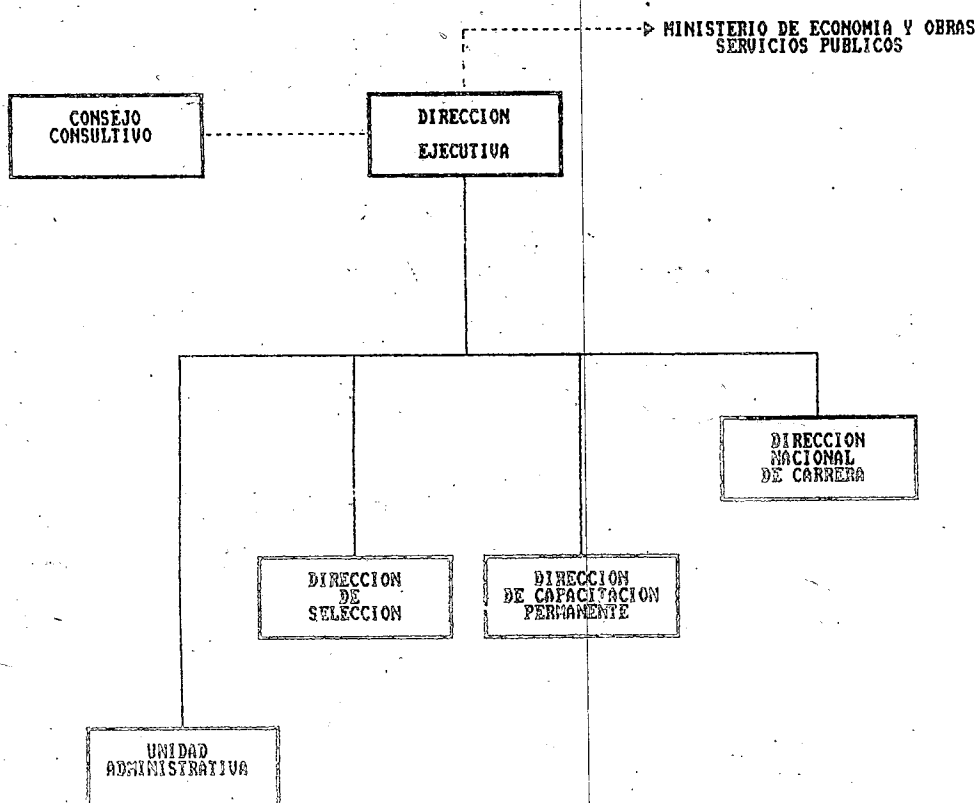 MINISTERIO DE ECONOMIA Y OBRAS
SERVICIOS PUBLICOS
CONSEJO
CONSULTIVO
DIRECCION
EJECUTIVA
DIRECCION
NACIONAL
DE CARRERA
DIRECCION
DE
SELECCION
DIRECCION
DE CAPACITACION
PERMANENTE
UNIDAD
ADMINISTRATIVA